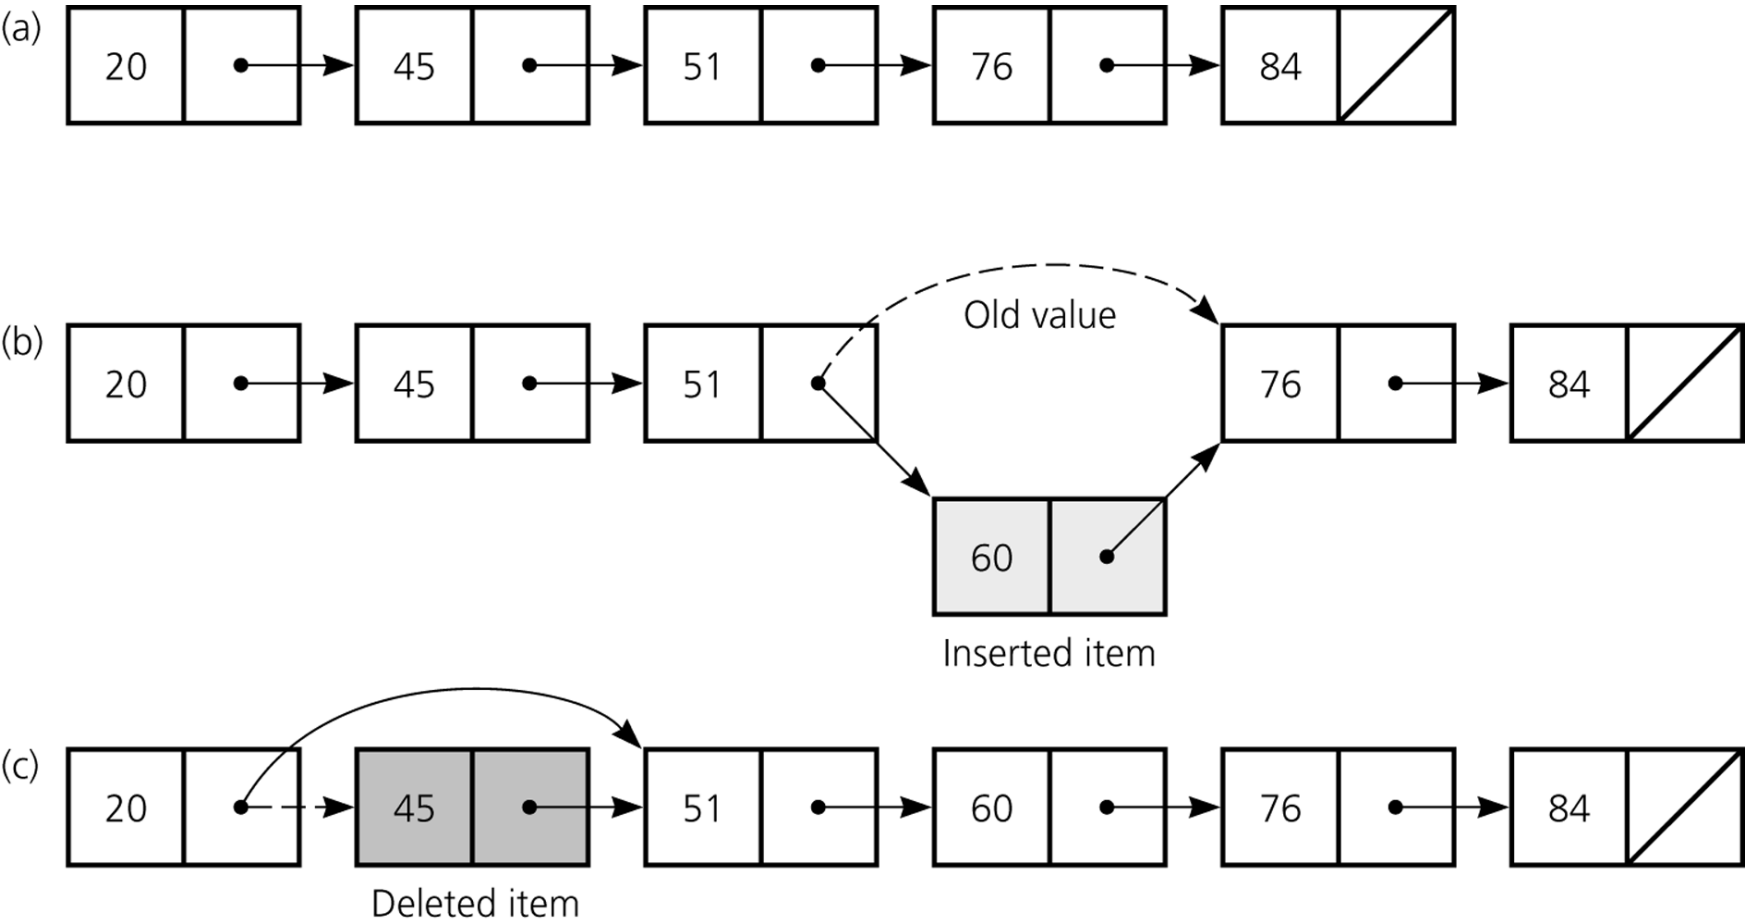 (a) 20 45 51 76 84
Old value
(b) 20 45 51 76 84
60
Inserted item
(c) 20 45 51 60 76 84
Deleted item